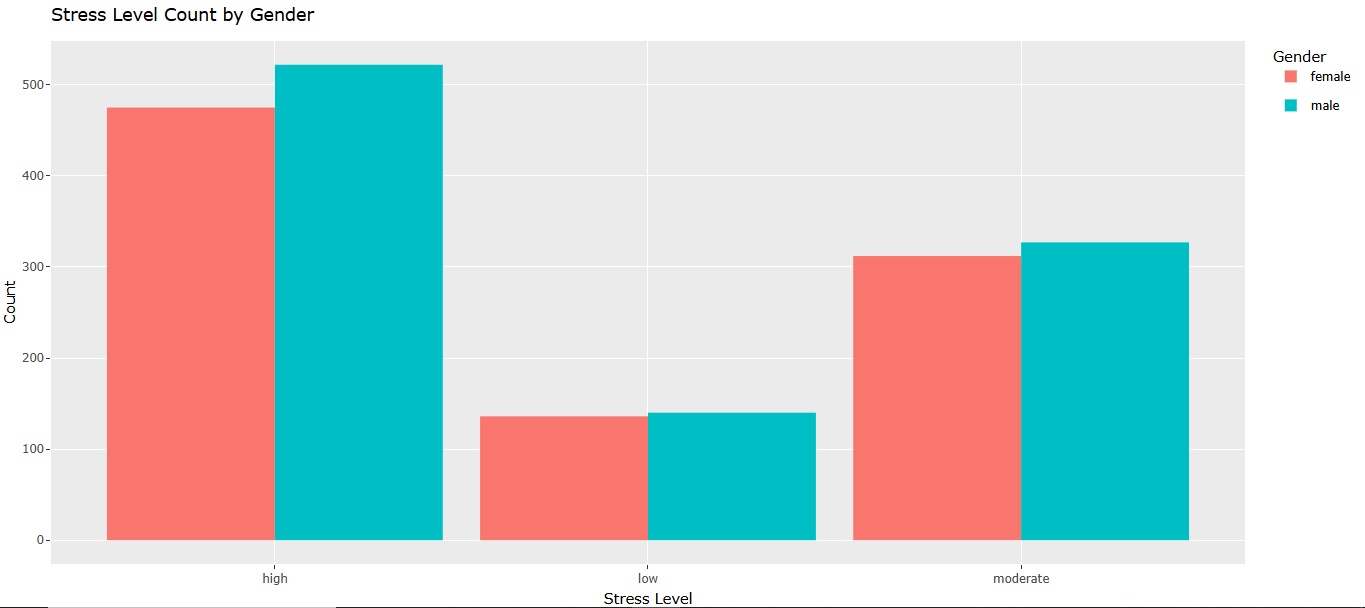 Stress Level Count by Gender
Gender
female
male
500
400
300
200
100
0
Count
high low moderate
Stress Level